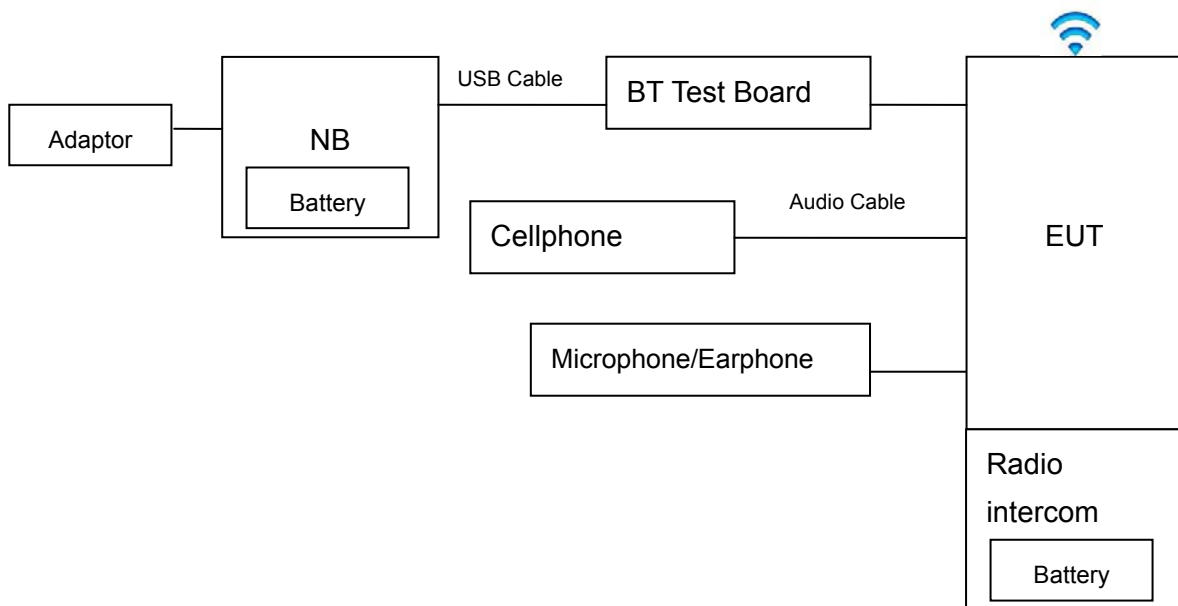 USB Cable
BT Test Board
Adaptor
NB
Battery
Audio Cable
Cellphone
EUT
Microphone/Earphone
Radio
intercom
Battery